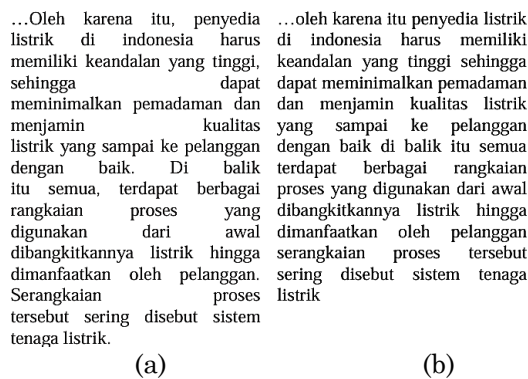 …Oleh karena itu, penyedia
listrik di indonesia harus
memiliki keandalan yang tinggi,
sehingga dapat
meminimalkan pemadaman dan
menjamin kualitas
listrik yang sampai ke pelanggan
dengan baik. Di balik
itu semua, terdapat berbagai
rangkaian proses yang
digunakan dari awal
dibangkitkannya listrik hingga
dimanfaatkan oleh pelanggan.
Serangkaian proses
tersebut sering disebut sistem
tenaga listrik.
(a)
…oleh karena itu penyedia listrik
di indonesia harus memiliki
keandalan yang tinggi sehingga
dapat meminimalkan pemadaman
dan menjamin kualitas listrik
yang sampai ke pelanggan
dengan baik di balik itu semua
terdapat berbagai rangkaian
proses yang digunakan dari awal
dibangkitkannya listrik hingga
dimanfaatkan oleh pelanggan
serangkaian proses tersebut
sering disebut sistem tenaga
listrik
(b)